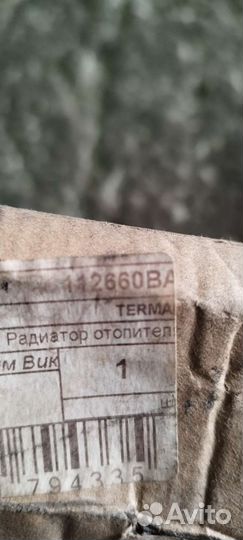 112660BA
TERMA
Радиатор отопител
м Вик
1
794335
Avito